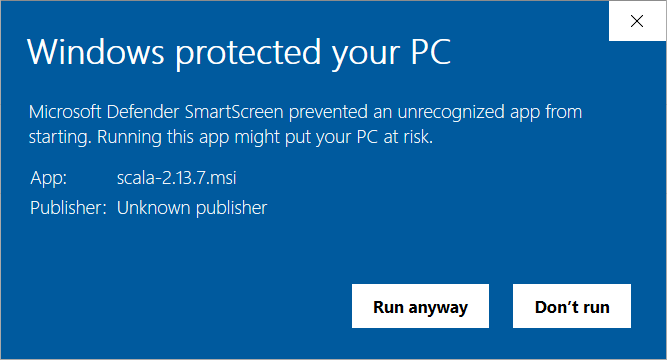 Windows protected your PC
Microsoft Defender SmartScreen prevented an unrecognized app from
starting. Running this app might put your PC at risk.
App: scala-2.13.7.msi
Publisher: Unknown publisher
Run anyway Don’t run